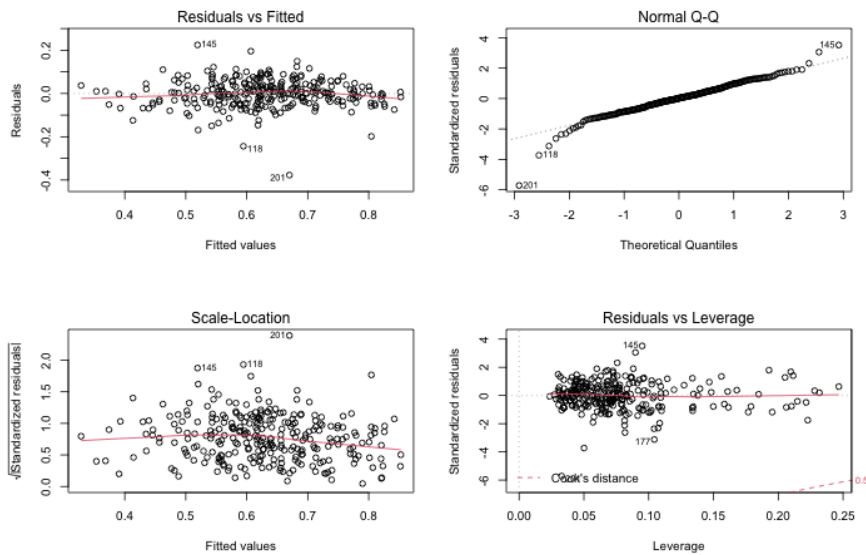 Residuals vs Fitted
Residuals
0.2
0.0
-0.2
-0.4
145
118
201
0.4 0.5 0.6 0.7 0.8
Fitted values
Normal Q-Q
Standardized residuals
4
2
0
-2
-4
-6
145
118
201
-3 -2 -1 0 1 2 3
Theoretical Quantiles
Scale-Location
√|Standardized residuals|
2.0
1.5
1.0
0.5
0.0
201
145
118
0.4 0.5 0.6 0.7 0.8
Fitted values
Residuals vs Leverage
Standardized residuals
4
2
0
-2
-4
-6
145
177
Cook's distance
0.5
0.00 0.05 0.10 0.15 0.20 0.25
Leverage